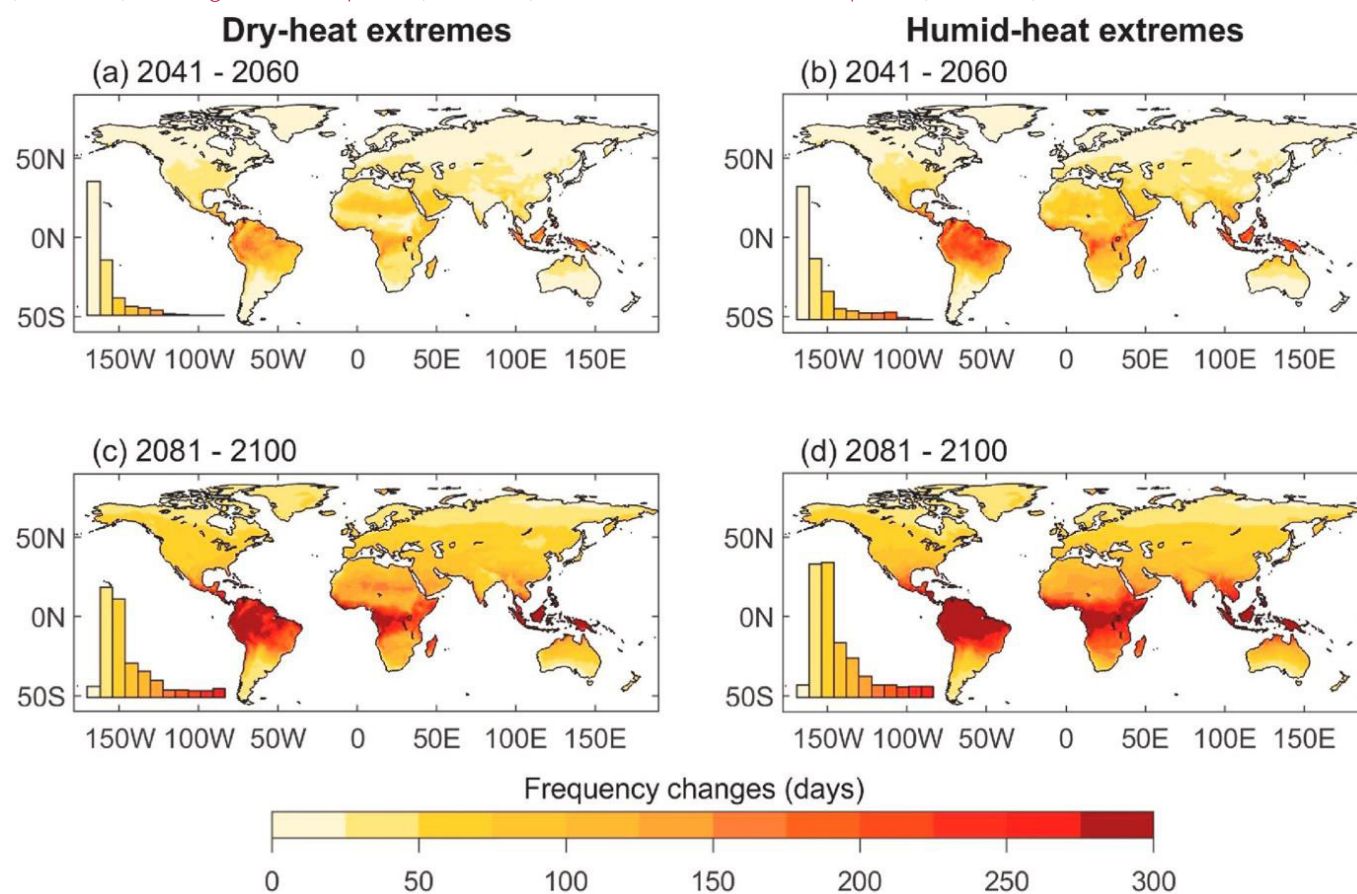 Dry-heat extremes
Humid-heat extremes
(a) 2041 - 2060
(b) 2041 - 2060
50N
0N
50S
150W 100W 50W 0 50E 100E 150E
50N
0N
50S
150W 100W 50W 0 50E 100E 150E
(c) 2081 - 2100
(d) 2081 - 2100
50N
0N
50S
150W 100W 50W 0 50E 100E 150E
50N
0N
50S
150W 100W 50W 0 50E 100E 150E
Frequency changes (days)
0 50 100 150 200 250 300